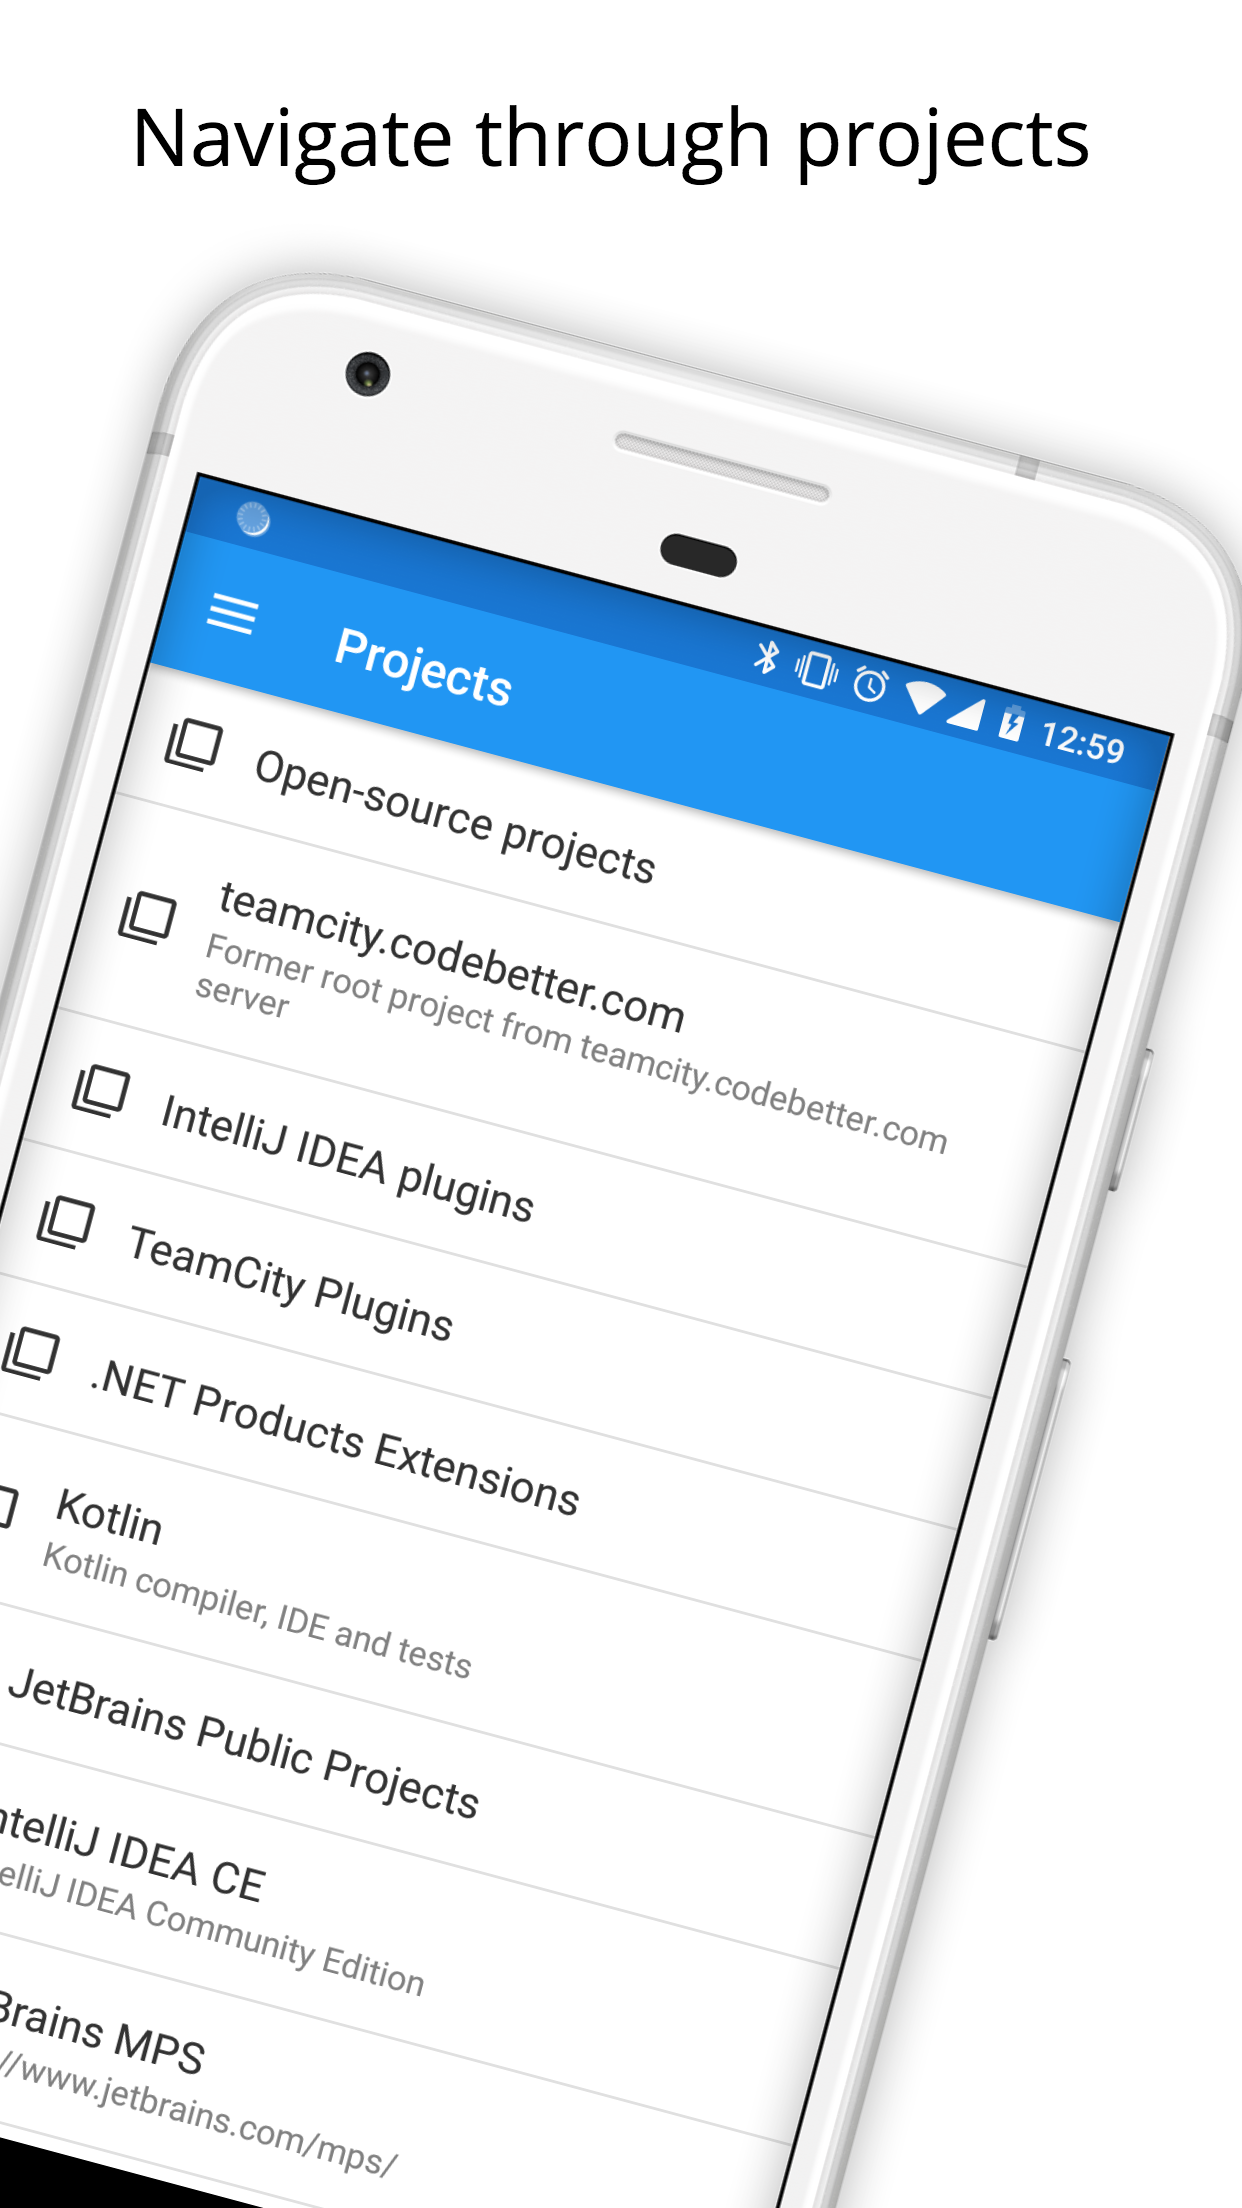 Navigate through projects
12:59
Projects
Open-source projects
teamcity.codebetter.com
Former root project from teamcity.codebetter.com
server
IntelliJ IDEA plugins
TeamCity Plugins
.NET Products Extensions
Kotlin
Kotlin compiler, IDE and tests
JetBrains Public Projects
ntelliJ IDEA CE
elliJ IDEA Community Edition
Brains MPS
//www.jetbrains.com/mps/